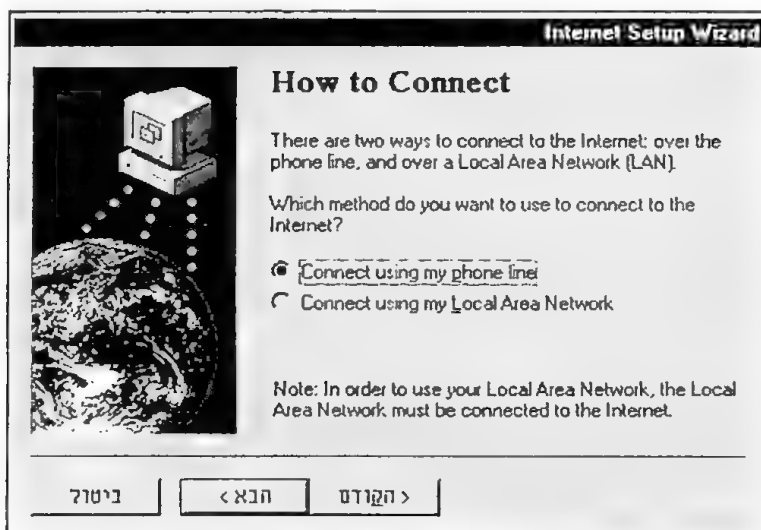 Internet Setup Wizard
How to Connect
There are two ways to connect to the Internet: over the
phone line, and over a Local Area Network (LAN).
Which method do you want to use to connect to the
Internet?
Connect using my phone line
Connect using my Local Area Network
Note: In order to use your Local Area Network, the Local
Area Network must be connected to the Internet.
< הקודם
הבא >
ביטול